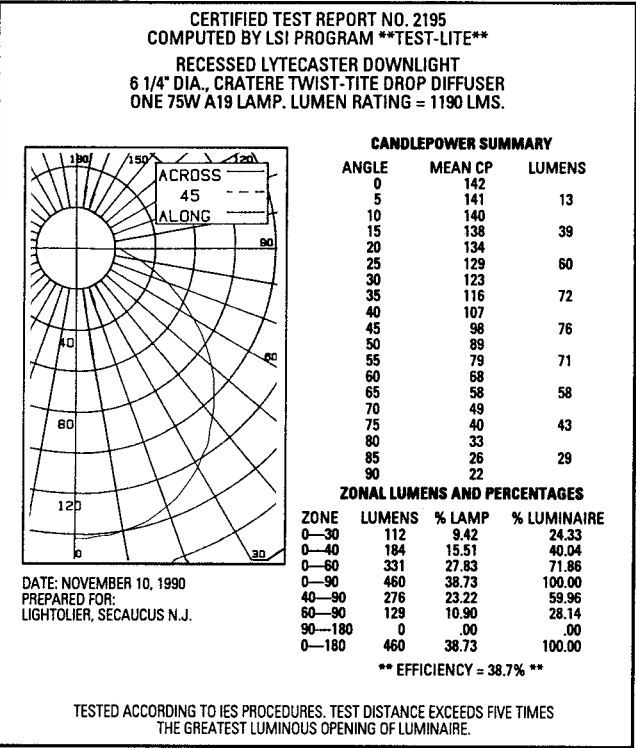 CERTIFIED TEST REPORT NO. 2195
COMPUTED BY LSI PROGRAM **TEST-LITE**
RECESSED LYTECASTER DOWNLIGHT
6 1/4" DIA., CRATERE TWIST-TITE DROP DIFFUSER
ONE 75W A19 LAMP. LUMEN RATING = 1190 LMS.
180 150 120
ACROSS
45
ALONG
90
40
60
80
120
0 30
DATE: NOVEMBER 10, 1990
PREPARED FOR:
LIGHTOLIER, SECAUCUS N.J.
CANDLEPOWER SUMMARY
ANGLE MEAN CP LUMENS
0 142
5 141 13
10 140
15 138 39
20 134
25 129 60
30 123
35 116 72
40 107
45 98 76
50 89
55 79 71
60 68
65 58 58
70 49
75 40 43
80 33
85 26 29
90 22
ZONAL LUMENS AND PERCENTAGES
ZONE LUMENS % LAMP % LUMINAIRE
0—30 112 9.42 24.33
0—40 184 15.51 40.04
0—60 331 27.83 71.86
0—90 460 38.73 100.00
40—90 276 23.22 59.96
60—90 129 10.90 28.14
90—180 0 .00 .00
0—180 460 38.73 100.00
** EFFICIENCY = 38.7% **
TESTED ACCORDING TO IES PROCEDURES. TEST DISTANCE EXCEEDS FIVE TIMES
THE GREATEST LUMINOUS OPENING OF LUMINAIRE.